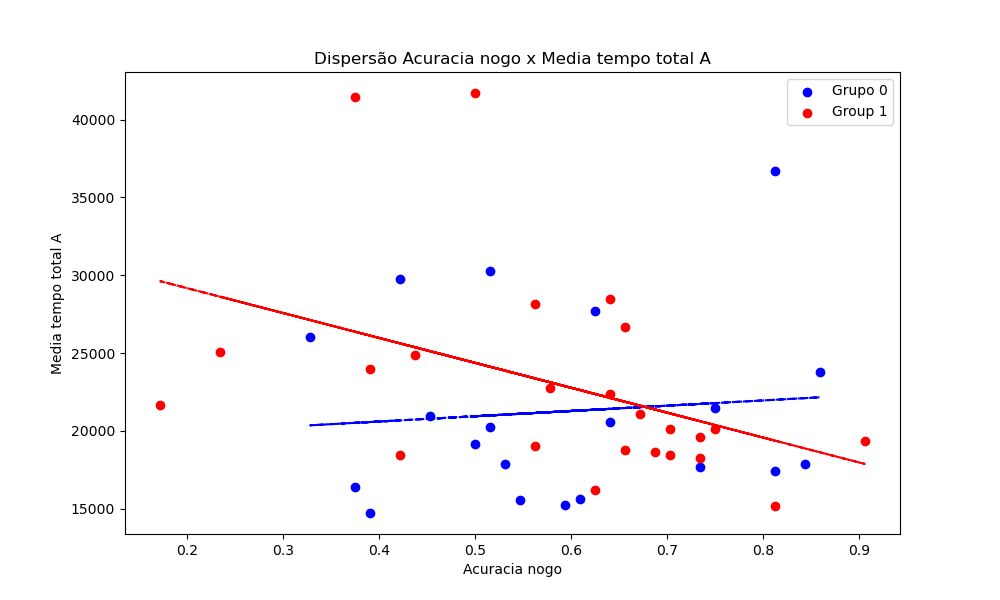 Dispersão Acuracia nogo x Media tempo total A
Grupo 0
Group 1
Media tempo total A
40000
35000
30000
25000
20000
15000
0.2 0.3 0.4 0.5 0.6 0.7 0.8 0.9
Acuracia nogo